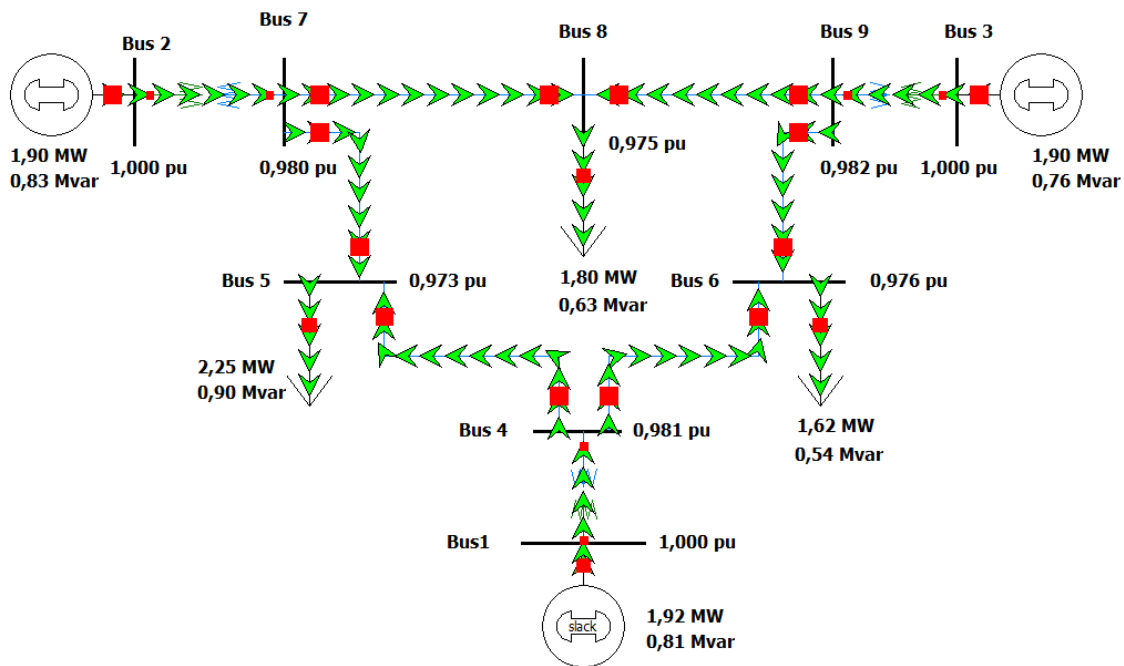 Bus 2
Bus 7
Bus 8
Bus 9
Bus 3
1,90 MW
0,83 Mvar
1,000 pu
0,980 pu
0,975 pu
0,982 pu
1,000 pu
1,90 MW
0,76 Mvar
Bus 5
0,973 pu
1,80 MW
0,63 Mvar
Bus 6
0,976 pu
2,25 MW
0,90 Mvar
Bus 4
0,981 pu
1,62 MW
0,54 Mvar
Bus1
1,000 pu
slack
1,92 MW
0,81 Mvar